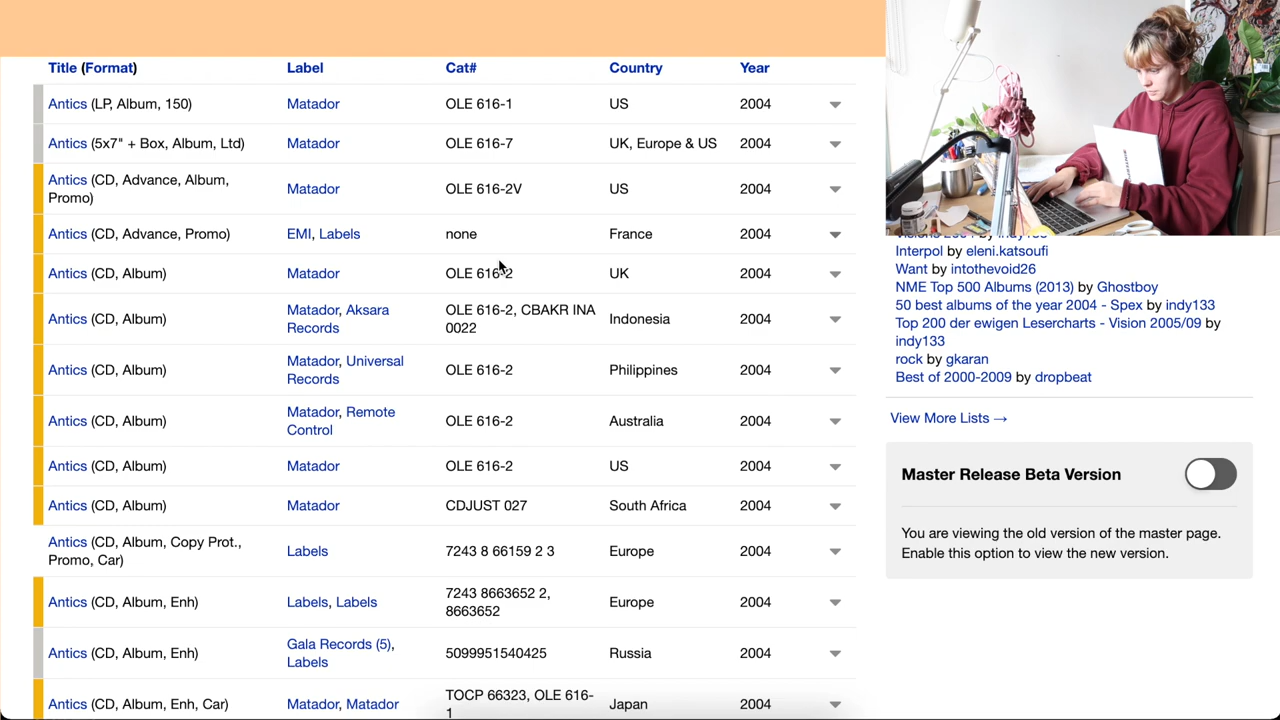 Title (Format) Label Cat# Country Year
Antics (LP, Album, 150) Matador OLE 616-1 US 2004
Antics (5x7" + Box, Album, Ltd) Matador OLE 616-7 UK, Europe & US 2004
Antics (CD, Advance, Album,
Promo) Matador OLE 616-2V US 2004
Antics (CD, Advance, Promo) EMI, Labels none France 2004
Antics (CD, Album) Matador OLE 616-2 UK 2004
Antics (CD, Album) Matador, Aksara
Records OLE 616-2, CBAKR INA
0022 Indonesia 2004
Antics (CD, Album) Matador, Universal
Records OLE 616-2 Philippines 2004
Antics (CD, Album) Matador, Remote
Control OLE 616-2 Australia 2004
Antics (CD, Album) Matador OLE 616-2 US 2004
Antics (CD, Album) Matador CDJUST 027 South Africa 2004
Antics (CD, Album, Copy Prot.,
Promo, Car) Labels 7243 8 66159 2 3 Europe 2004
Antics (CD, Album, Enh) Labels, Labels 7243 8663652 2,
8663652 Europe 2004
Antics (CD, Album, Enh) Gala Records (5),
Labels 5099951540425 Russia 2004
Antics (CD, Album, Enh, Car) Matador, Matador TOCP 66323, OLE 616-
1 Japan 2004
Interpol by eleni.katsoufi
Want by intothevoid26
NME Top 500 Albums (2013) by Ghostboy
50 best albums of the year 2004 - Spex by indy133
Top 200 der ewigen Lesercharts - Vision 2005/09 by
indy133
rock by gkaran
Best of 2000-2009 by dropbeat
View More Lists →
Master Release Beta Version
You are viewing the old version of the master page.
Enable this option to view the new version.